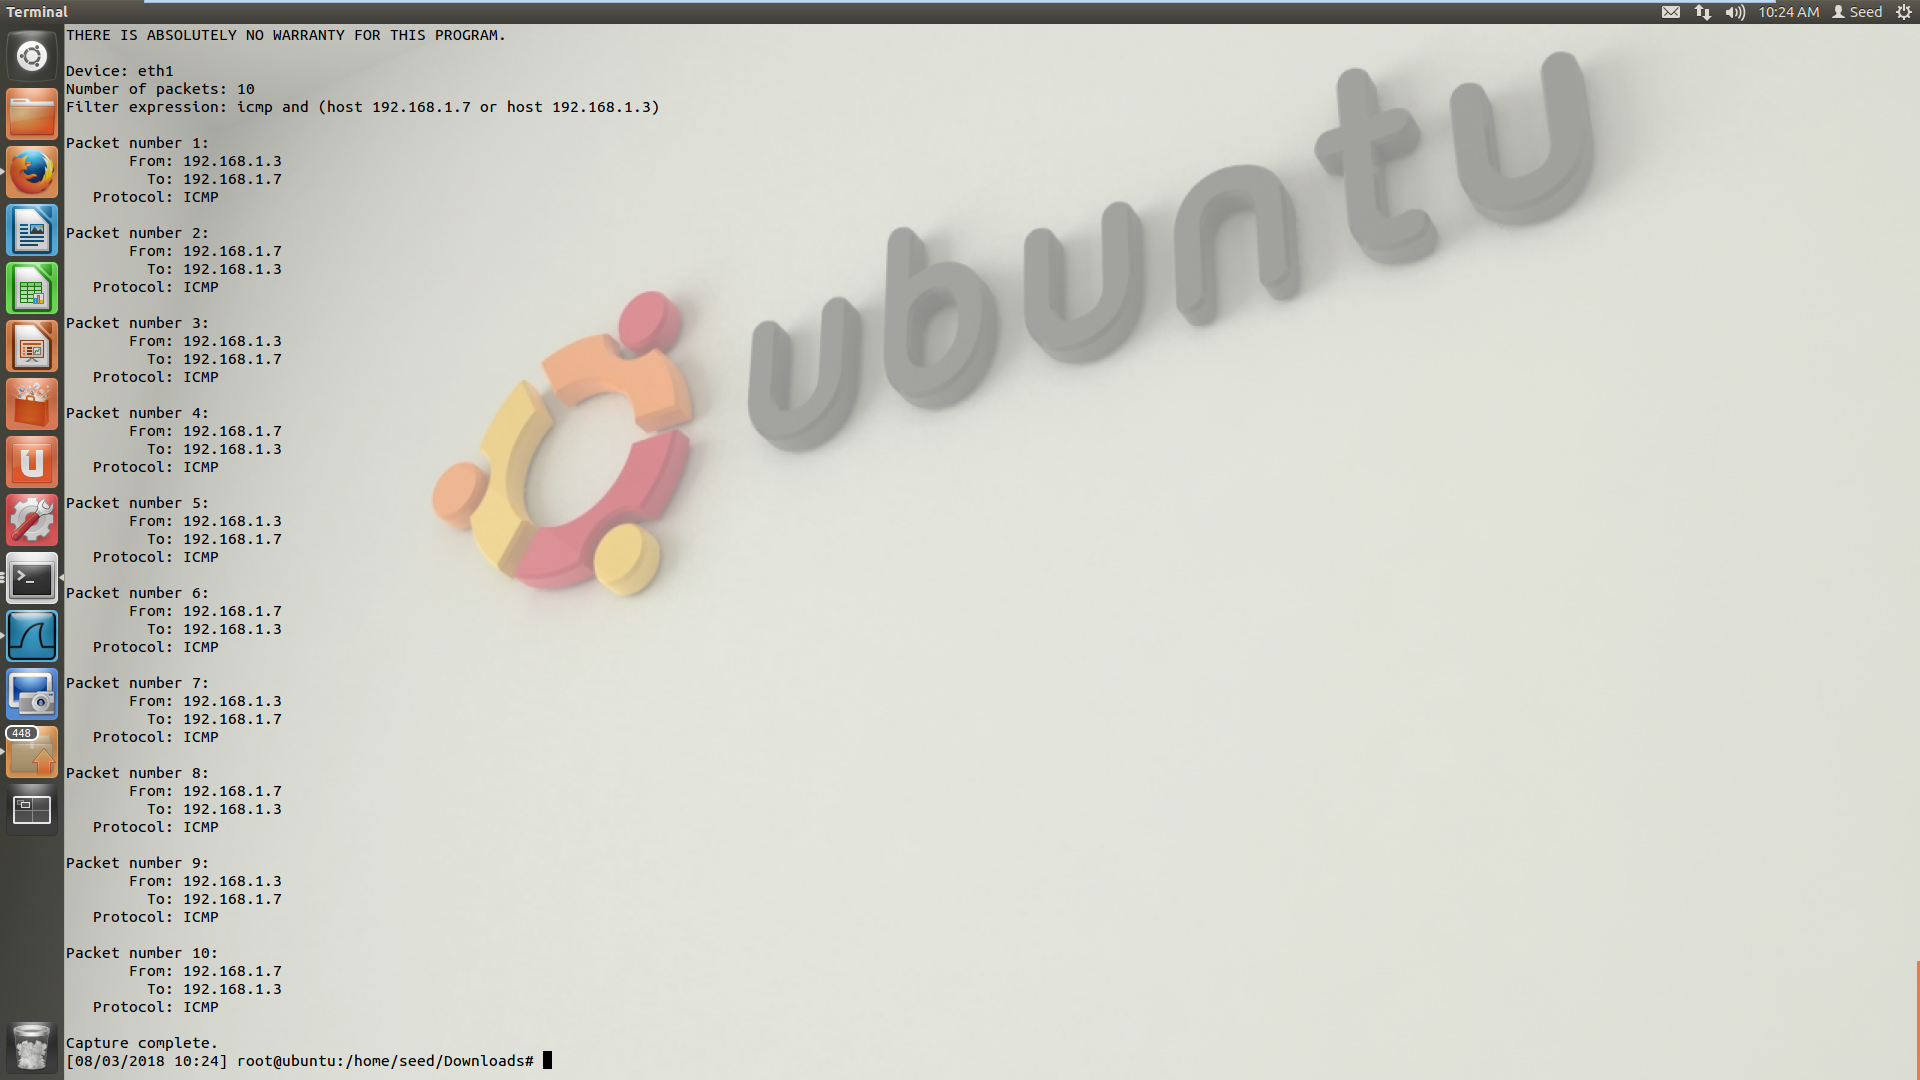 Terminal
10:24 AM Seed
THERE IS ABSOLUTELY NO WARRANTY FOR THIS PROGRAM.
Device: eth1
Number of packets: 10
Filter expression: icmp and (host 192.168.1.7 or host 192.168.1.3)
Packet number 1:
From: 192.168.1.3
To: 192.168.1.7
Protocol: ICMP
Packet number 2:
From: 192.168.1.7
To: 192.168.1.3
Protocol: ICMP
Packet number 3:
From: 192.168.1.3
To: 192.168.1.7
Protocol: ICMP
Packet number 4:
From: 192.168.1.7
To: 192.168.1.3
Protocol: ICMP
Packet number 5:
From: 192.168.1.3
To: 192.168.1.7
Protocol: ICMP
Packet number 6:
From: 192.168.1.7
To: 192.168.1.3
Protocol: ICMP
Packet number 7:
From: 192.168.1.3
To: 192.168.1.7
Protocol: ICMP
Packet number 8:
From: 192.168.1.7
To: 192.168.1.3
Protocol: ICMP
Packet number 9:
From: 192.168.1.3
To: 192.168.1.7
Protocol: ICMP
Packet number 10:
From: 192.168.1.7
To: 192.168.1.3
Protocol: ICMP
Capture complete.
[08/03/2018 10:24] root@ubuntu:/home/seed/Downloads#
ubuntu
448